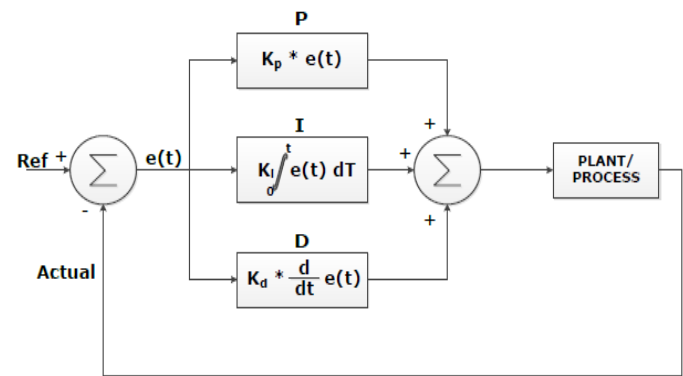 P
Kp * e(t)
I
Ref + Σ e(t)
KI ∫0t e(t) dT
+
+ Σ
+
PLANT/
PROCESS
-
Actual
D
Kd * d/dt e(t)